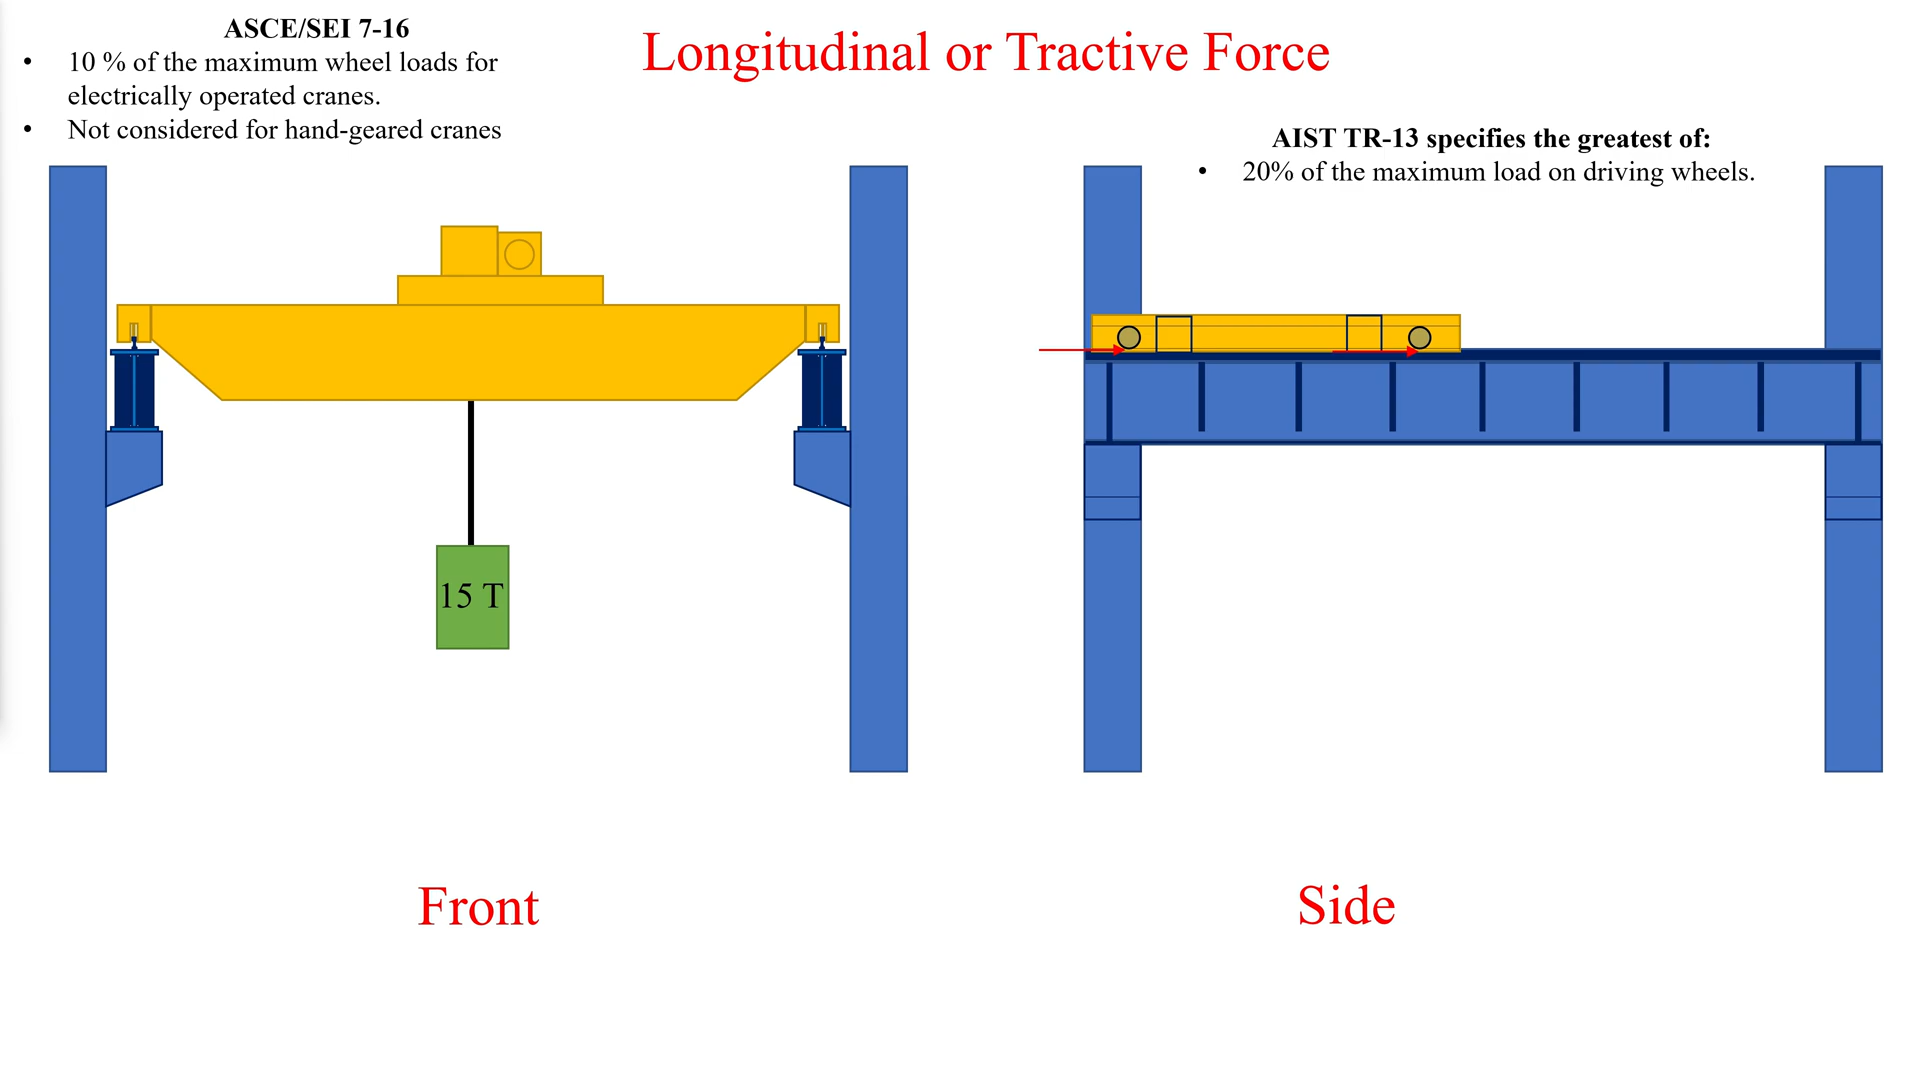 ASCE/SEI 7-16
• 10 % of the maximum wheel loads for
electrically operated cranes.
• Not considered for hand-geared cranes
Longitudinal or Tractive Force
AIST TR-13 specifies the greatest of:
• 20% of the maximum load on driving wheels.
15 T
Front
Side